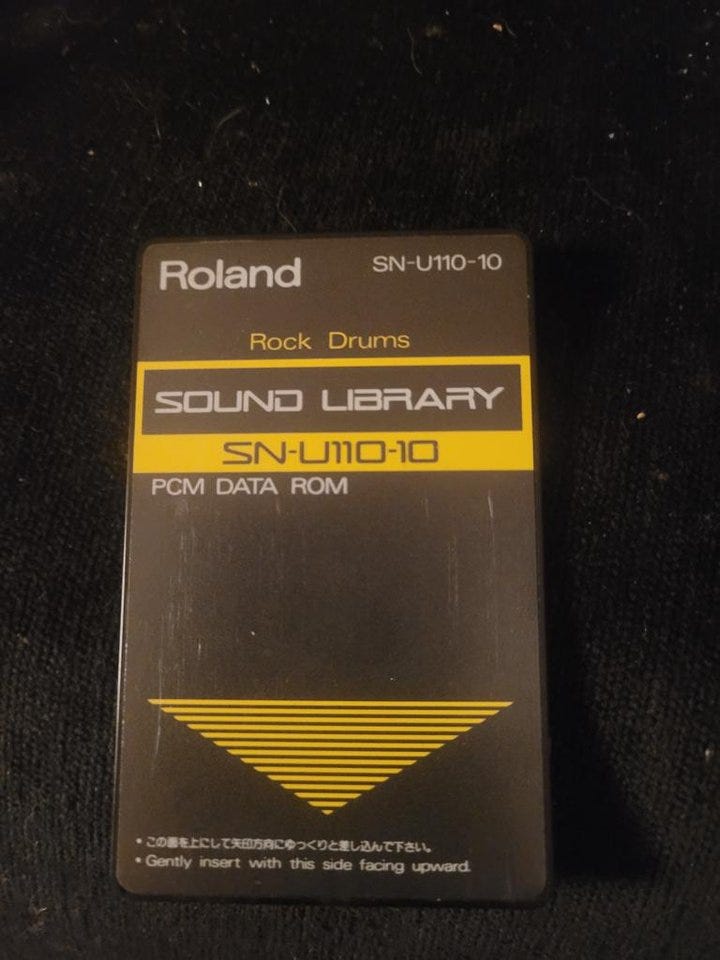 Roland SN-U110-10
Rock Drums
SOUND LIBRARY
SN-U110-10
PCM DATA ROM
• この面を上にして矢印方向にゆっくりと差し込んで下さい。
• Gently insert with this side facing upward.